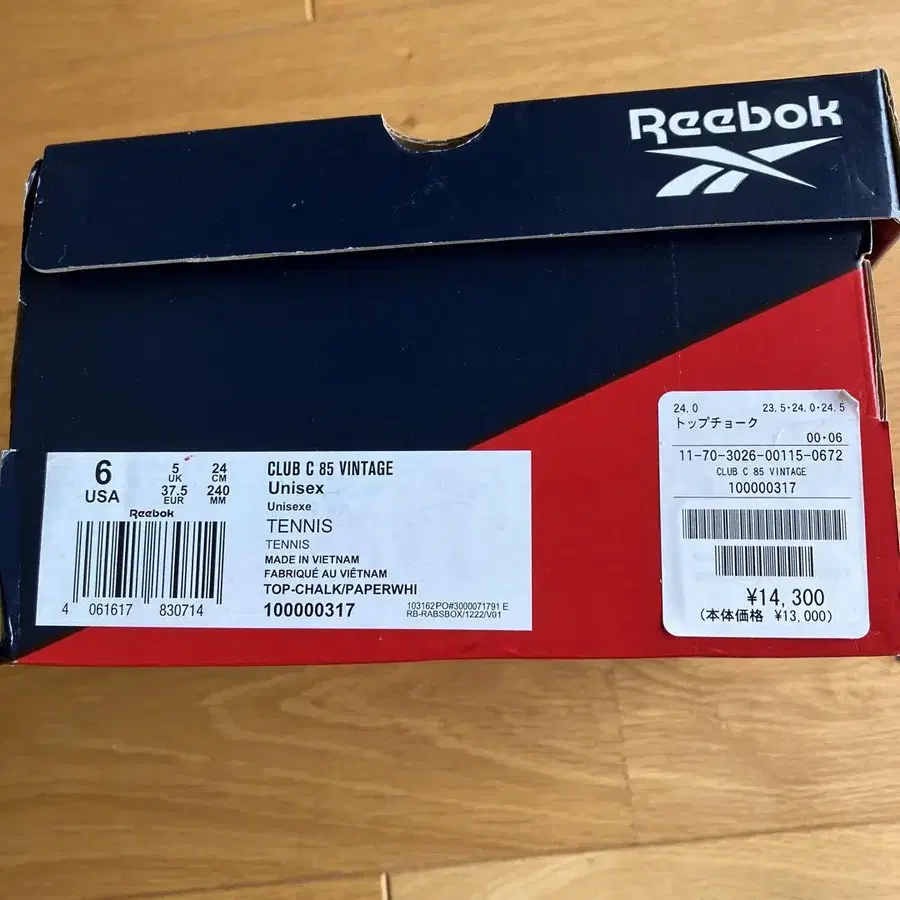 Reebok
6
USA
5
UK
24
CM
37.5
EUR
240
MM
Reebok
4 061617 830714
CLUB C 85 VINTAGE
Unisex
Unisexe
TENNIS
TENNIS
MADE IN VIETNAM
FABRIQUÉ AU VIÊTNAM
TOP-CHALK/PAPERWHI
100000317
103162 PO#3000071791 E
RB-RABSBOX/1222/V01
24.0 23.5・24.0・24.5
トップチョーク
00・06
11-70-3026-00115-0672
CLUB C 85 VINTAGE
100000317
¥14,300
(本体価格 ¥13,000)